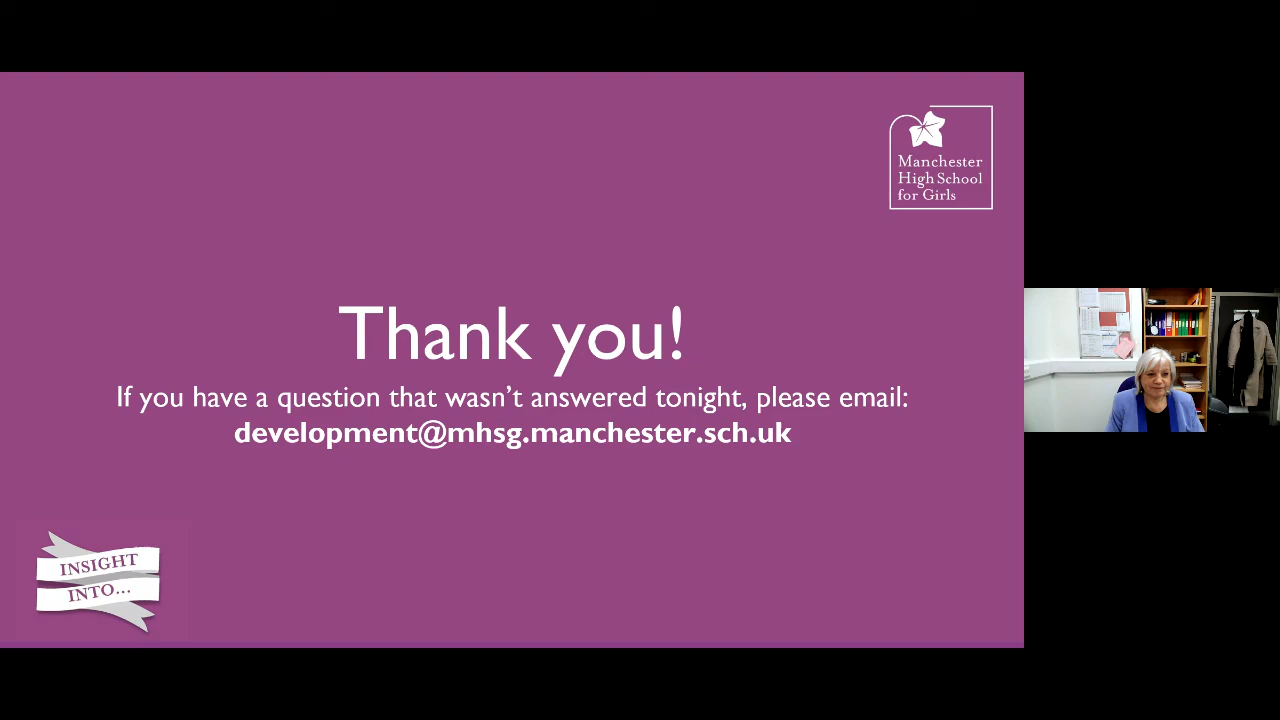 Manchester
High School
for Girls
Thank you!
If you have a question that wasn't answered tonight, please email:
development@mhsg.manchester.sch.uk
INSIGHT
INTO...